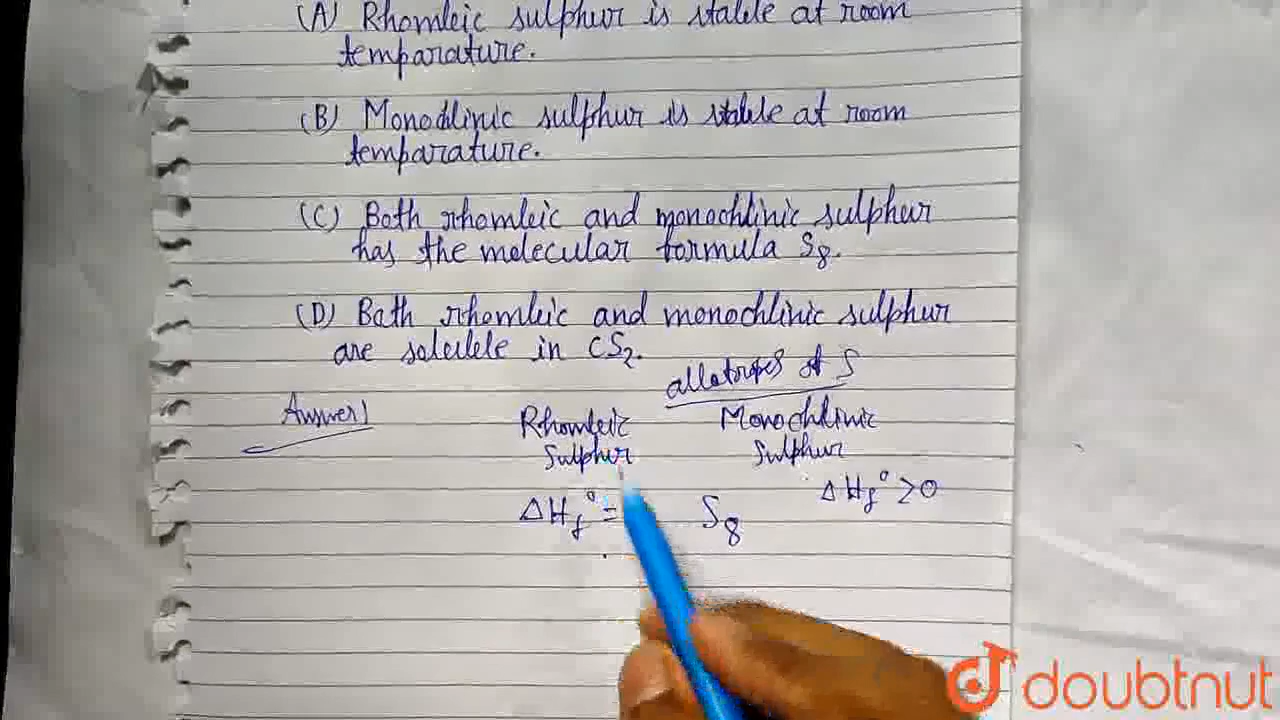 (A) Rhombic sulphur is stable at room
temparature.
(B) Monoclinic sulphur is stable at room
temparature.
(C) Both rhombic and monochlinic sulphur
has the molecular formula S8.
(D) Both rhombic and monochlinic sulphur
are soluble in CS2.
allotropes of S
Answer)
Rhombic Monochlinic
Sulphur Sulphur
ΔHf° = S8 ΔHf° >0
doubtnut